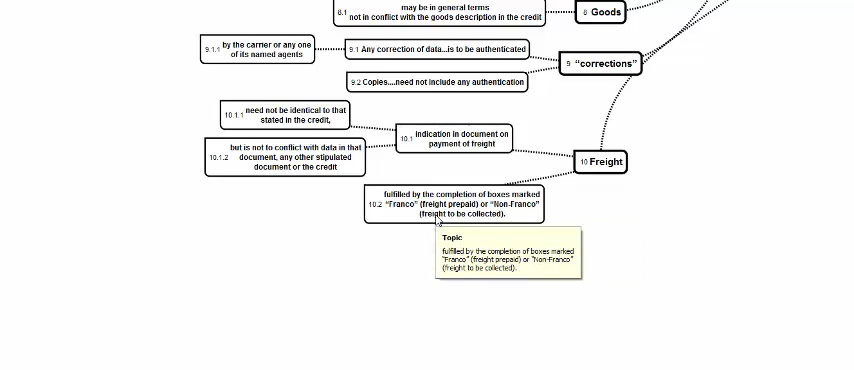 may be in general terms
8.1
not in conflict with the goods description in the credit
8 Goods
9.1.1 by the carrier or any one
of its named agents
9.1 Any correction of data...is to be authenticated
9 “corrections”
9.2 Copies....need not include any authentication
10.1.1 need not be identical to that
stated in the credit,
10.1 indication in document on
payment of freight
but is not to conflict with data in that
10.1.2 document, any other stipulated
document or the credit
10 Freight
fulfilled by the completion of boxes marked
10.2 “Franco” (freight prepaid) or “Non-Franco”
(freight to be collected).
Topic
fulfilled by the completion of boxes marked
“Franco” (freight prepaid) or “Non-Franco”
(freight to be collected).